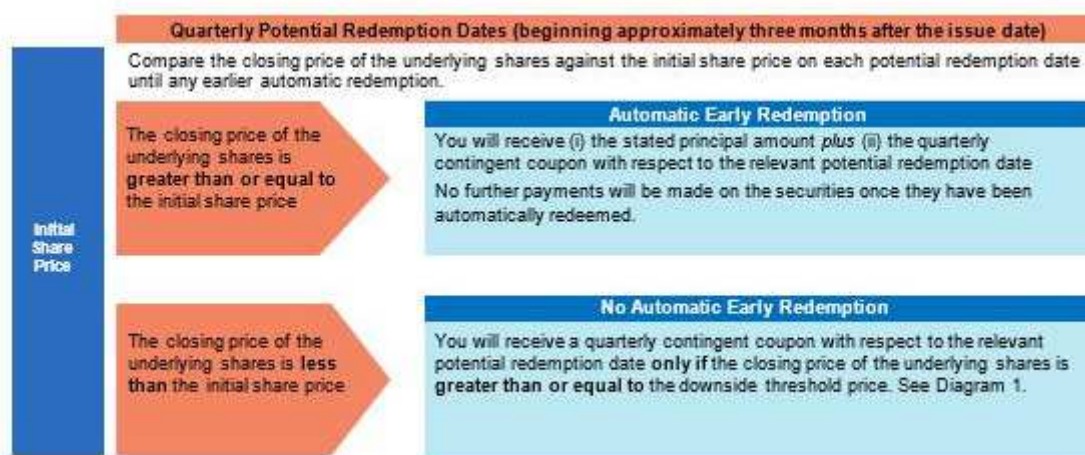 Quarterly Potential Redemption Dates (beginning approximately three months after the issue date)
Compare the closing price of the underlying shares against the initial share price on each potential redemption date
until any earlier automatic redemption.
Initial
Share
Price
The closing price of the
underlying shares is
greater than or equal to
the initial share price
Automatic Early Redemption
You will receive (i) the stated principal amount plus (ii) the quarterly
contingent coupon with respect to the relevant potential redemption date
No further payments will be made on the securities once they have been
automatically redeemed.
The closing price of the
underlying shares is less
than the initial share price
No Automatic Early Redemption
You will receive a quarterly contingent coupon with respect to the relevant
potential redemption date only if the closing price of the underlying shares is
greater than or equal to the downside threshold price. See Diagram 1.